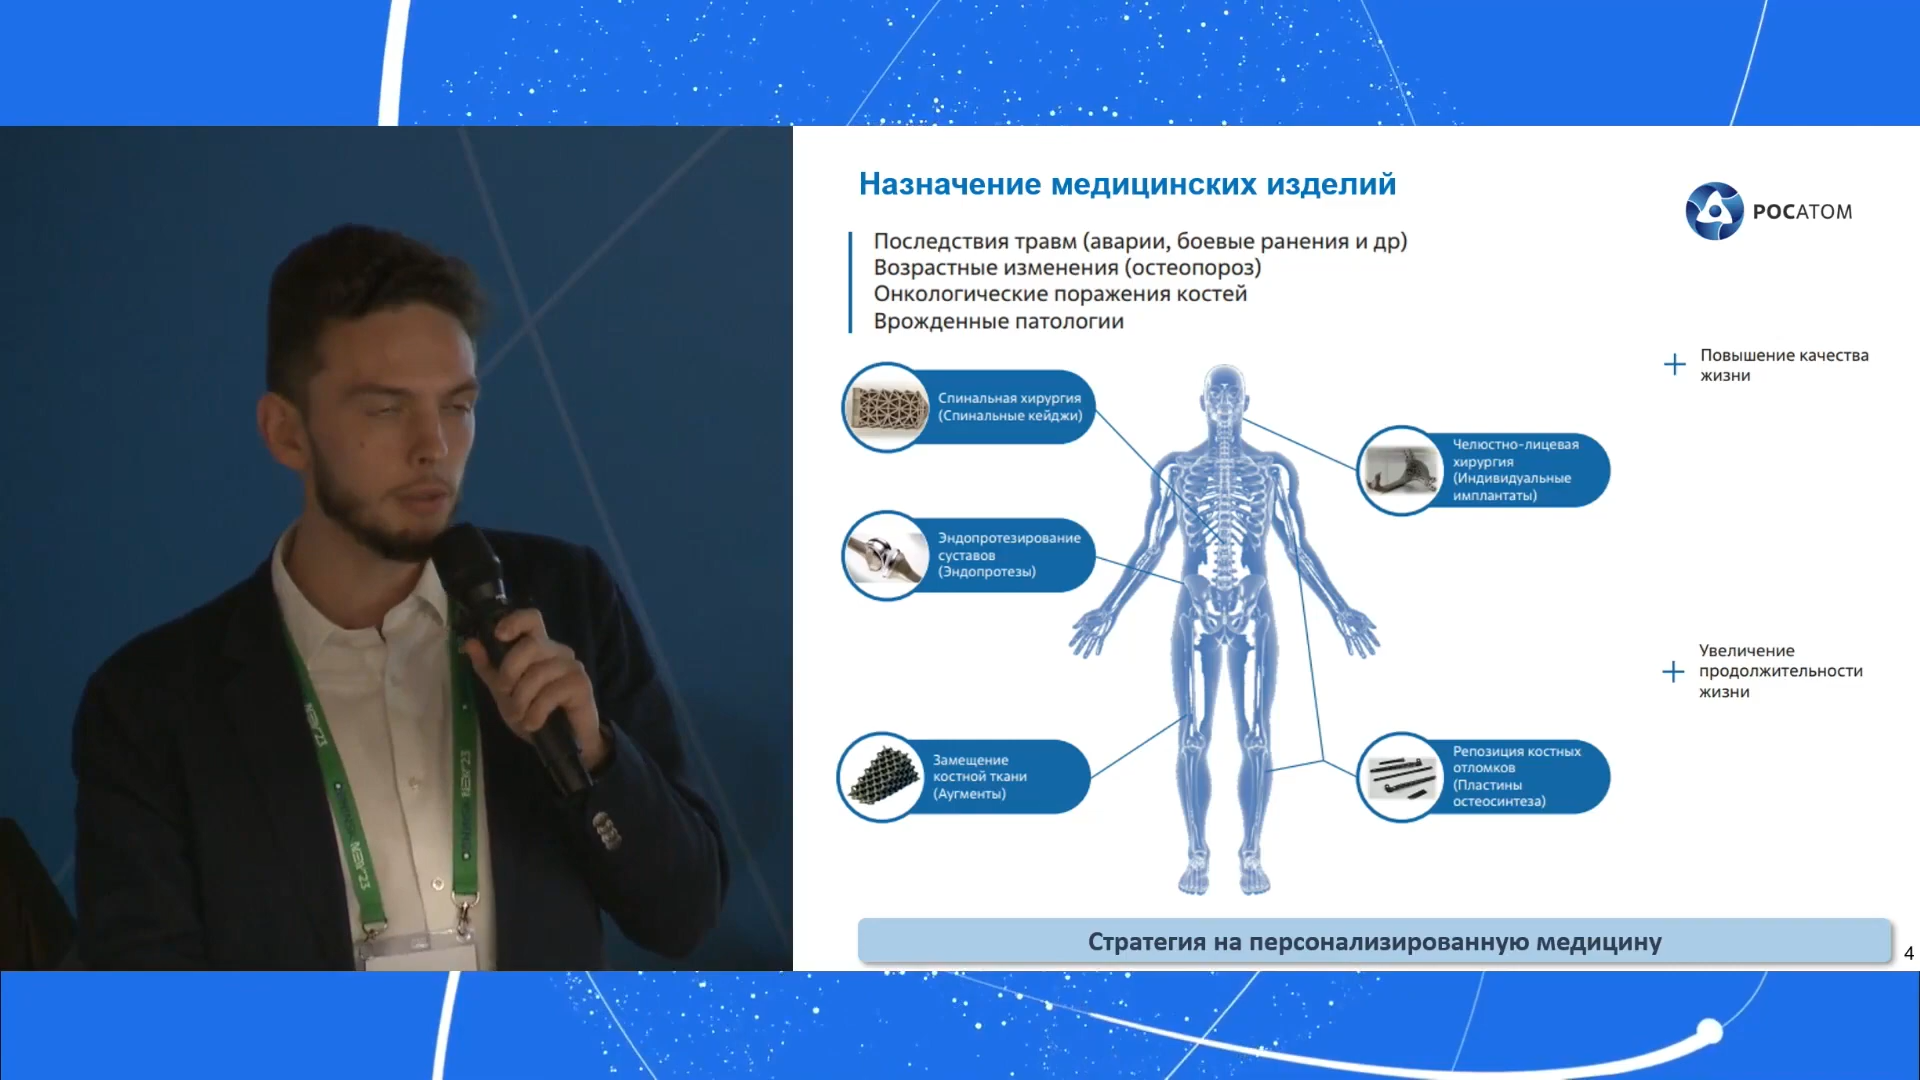 Назначение медицинских изделий
РОСАТОМ
Последствия травм (аварии, боевые ранения и др)
Возрастные изменения (остеопороз)
Онкологические поражения костей
Врожденные патологии
Повышение качества
жизни
Спинальная хирургия
(Спинальные кейджи)
Челюстно-лицевая
хирургия
(Индивидуальные
имплантаты)
Эндопротезирование
суставов
(Эндопротезы)
Увеличение
продолжительности
жизни
Замещение
костной ткани
(Аугменты)
Репозиция костных
отломков
(Пластины
остеосинтеза)
Стратегия на персонализированную медицину
4